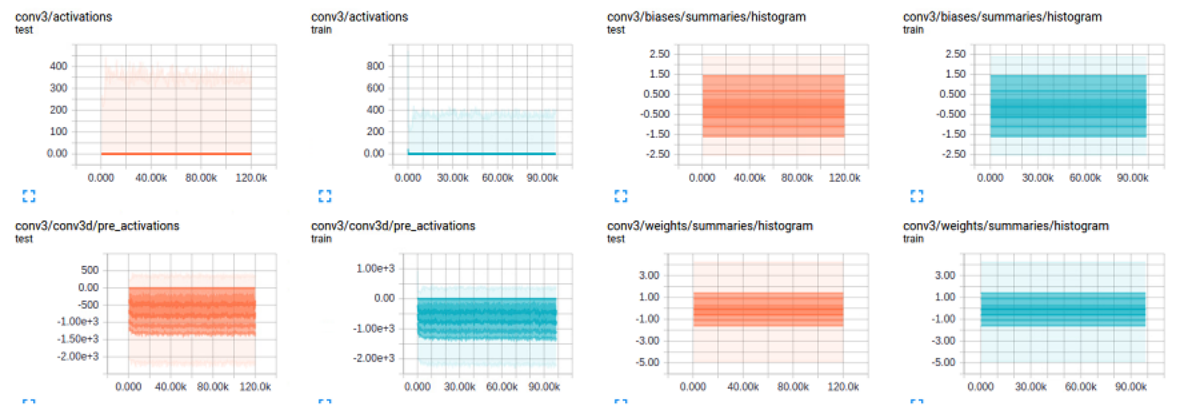 conv3/activations
test
400
300
200
100
0.00
0.000 40.00k 80.00k 120.0k
conv3/activations
train
800
600
400
200
0.00
0.000 30.00k 60.00k 90.00k
conv3/biases/summaries/histogram
test
2.50
1.50
0.500
-0.500
-1.50
-2.50
0.000 40.00k 80.00k 120.0k
conv3/biases/summaries/histogram
train
2.50
1.50
0.500
-0.500
-1.50
-2.50
0.000 30.00k 60.00k 90.00k
conv3/conv3d/pre_activations
test
500
0.00
-500
-1.00e+3
-1.50e+3
-2.00e+3
0.000 40.00k 80.00k 120.0k
conv3/conv3d/pre_activations
train
1.00e+3
0.00
-1.00e+3
-2.00e+3
0.000 30.00k 60.00k 90.00k
conv3/weights/summaries/histogram
test
3.00
1.00
-1.00
-3.00
-5.00
0.000 40.00k 80.00k 120.0k
conv3/weights/summaries/histogram
train
3.00
1.00
-1.00
-3.00
-5.00
0.000 30.00k 60.00k 90.00k